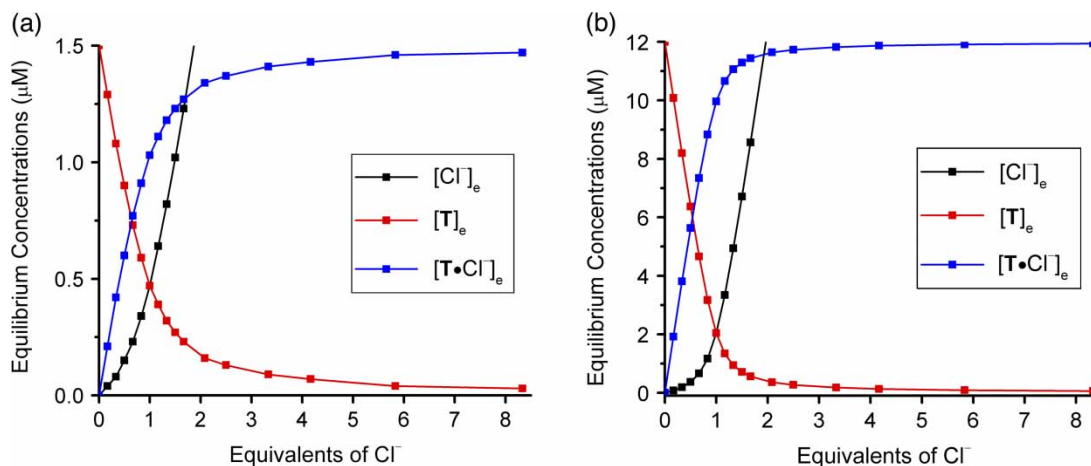 (a)
1.5
1.0
0.5
0.0
Equilibrium Concentrations (μM)
0 1 2 3 4 5 6 7 8
Equivalents of Cl⁻
[Cl⁻]e
[T]e
[T●Cl⁻]e
(b)
12
10
8
6
4
2
0
Equilibrium Concentrations (μM)
0 1 2 3 4 5 6 7 8
Equivalents of Cl⁻
[Cl⁻]e
[T]e
[T●Cl⁻]e